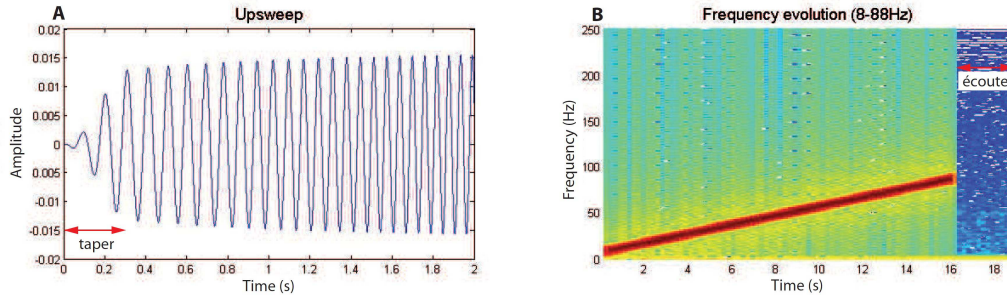 A
Upsweep
0.02
0.015
0.01
0.005
0
0.005
-0.01
-0.015
-0.02
Amplitude
taper
0 0.2 0.4 0.6 0.8 1 1.2 1.4 1.6 1.8 2
Time (s)
B
Frequency evolution (8-88Hz)
250
200
150
100
50
0
Frequency (Hz)
écoute
2 4 6 8 10 12 14 16 18
Time (s)